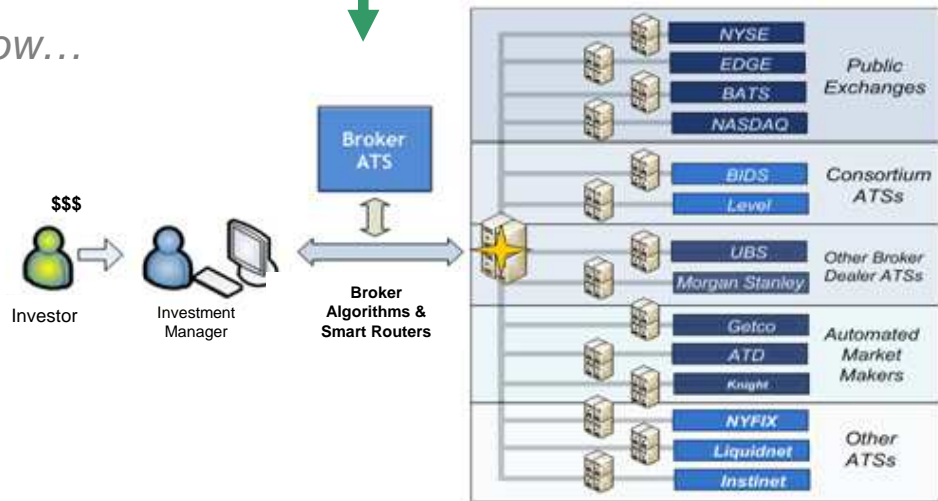 ow...
Broker
ATS
$$$
Investor
Investment
Manager
Broker
Algorithms &
Smart Routers
NYSE
EDGE
BATS
NASDAQ
Public
Exchanges
BIDS
Level
Consortium
ATSs
UBS
Morgan Stanley
Other Broker
Dealer ATSs
Getco
ATD
Knight
Automated
Market
Makers
NYFIX
Liquidnet
Instinet
Other
ATSs